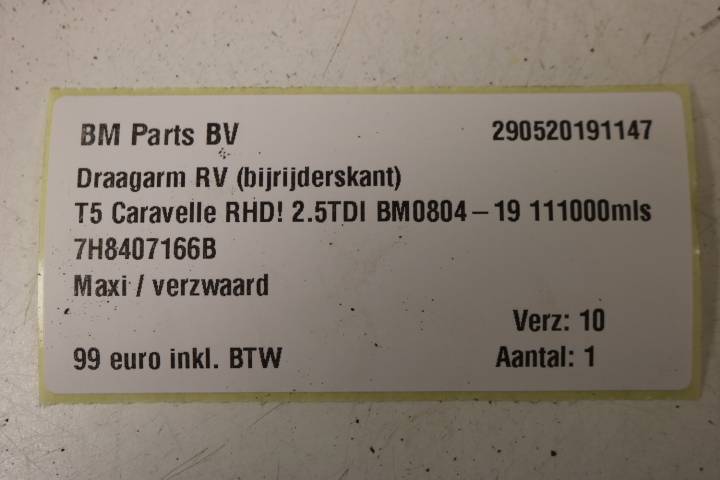 BM Parts BV 290520191147
Draagarm RV (bijrijderskant)
T5 Caravelle RHD! 2.5TDI BM0804 – 19 111000mls
7H8407166B
Maxi / verzwaard
Verz: 10
99 euro inkl. BTW Aantal: 1